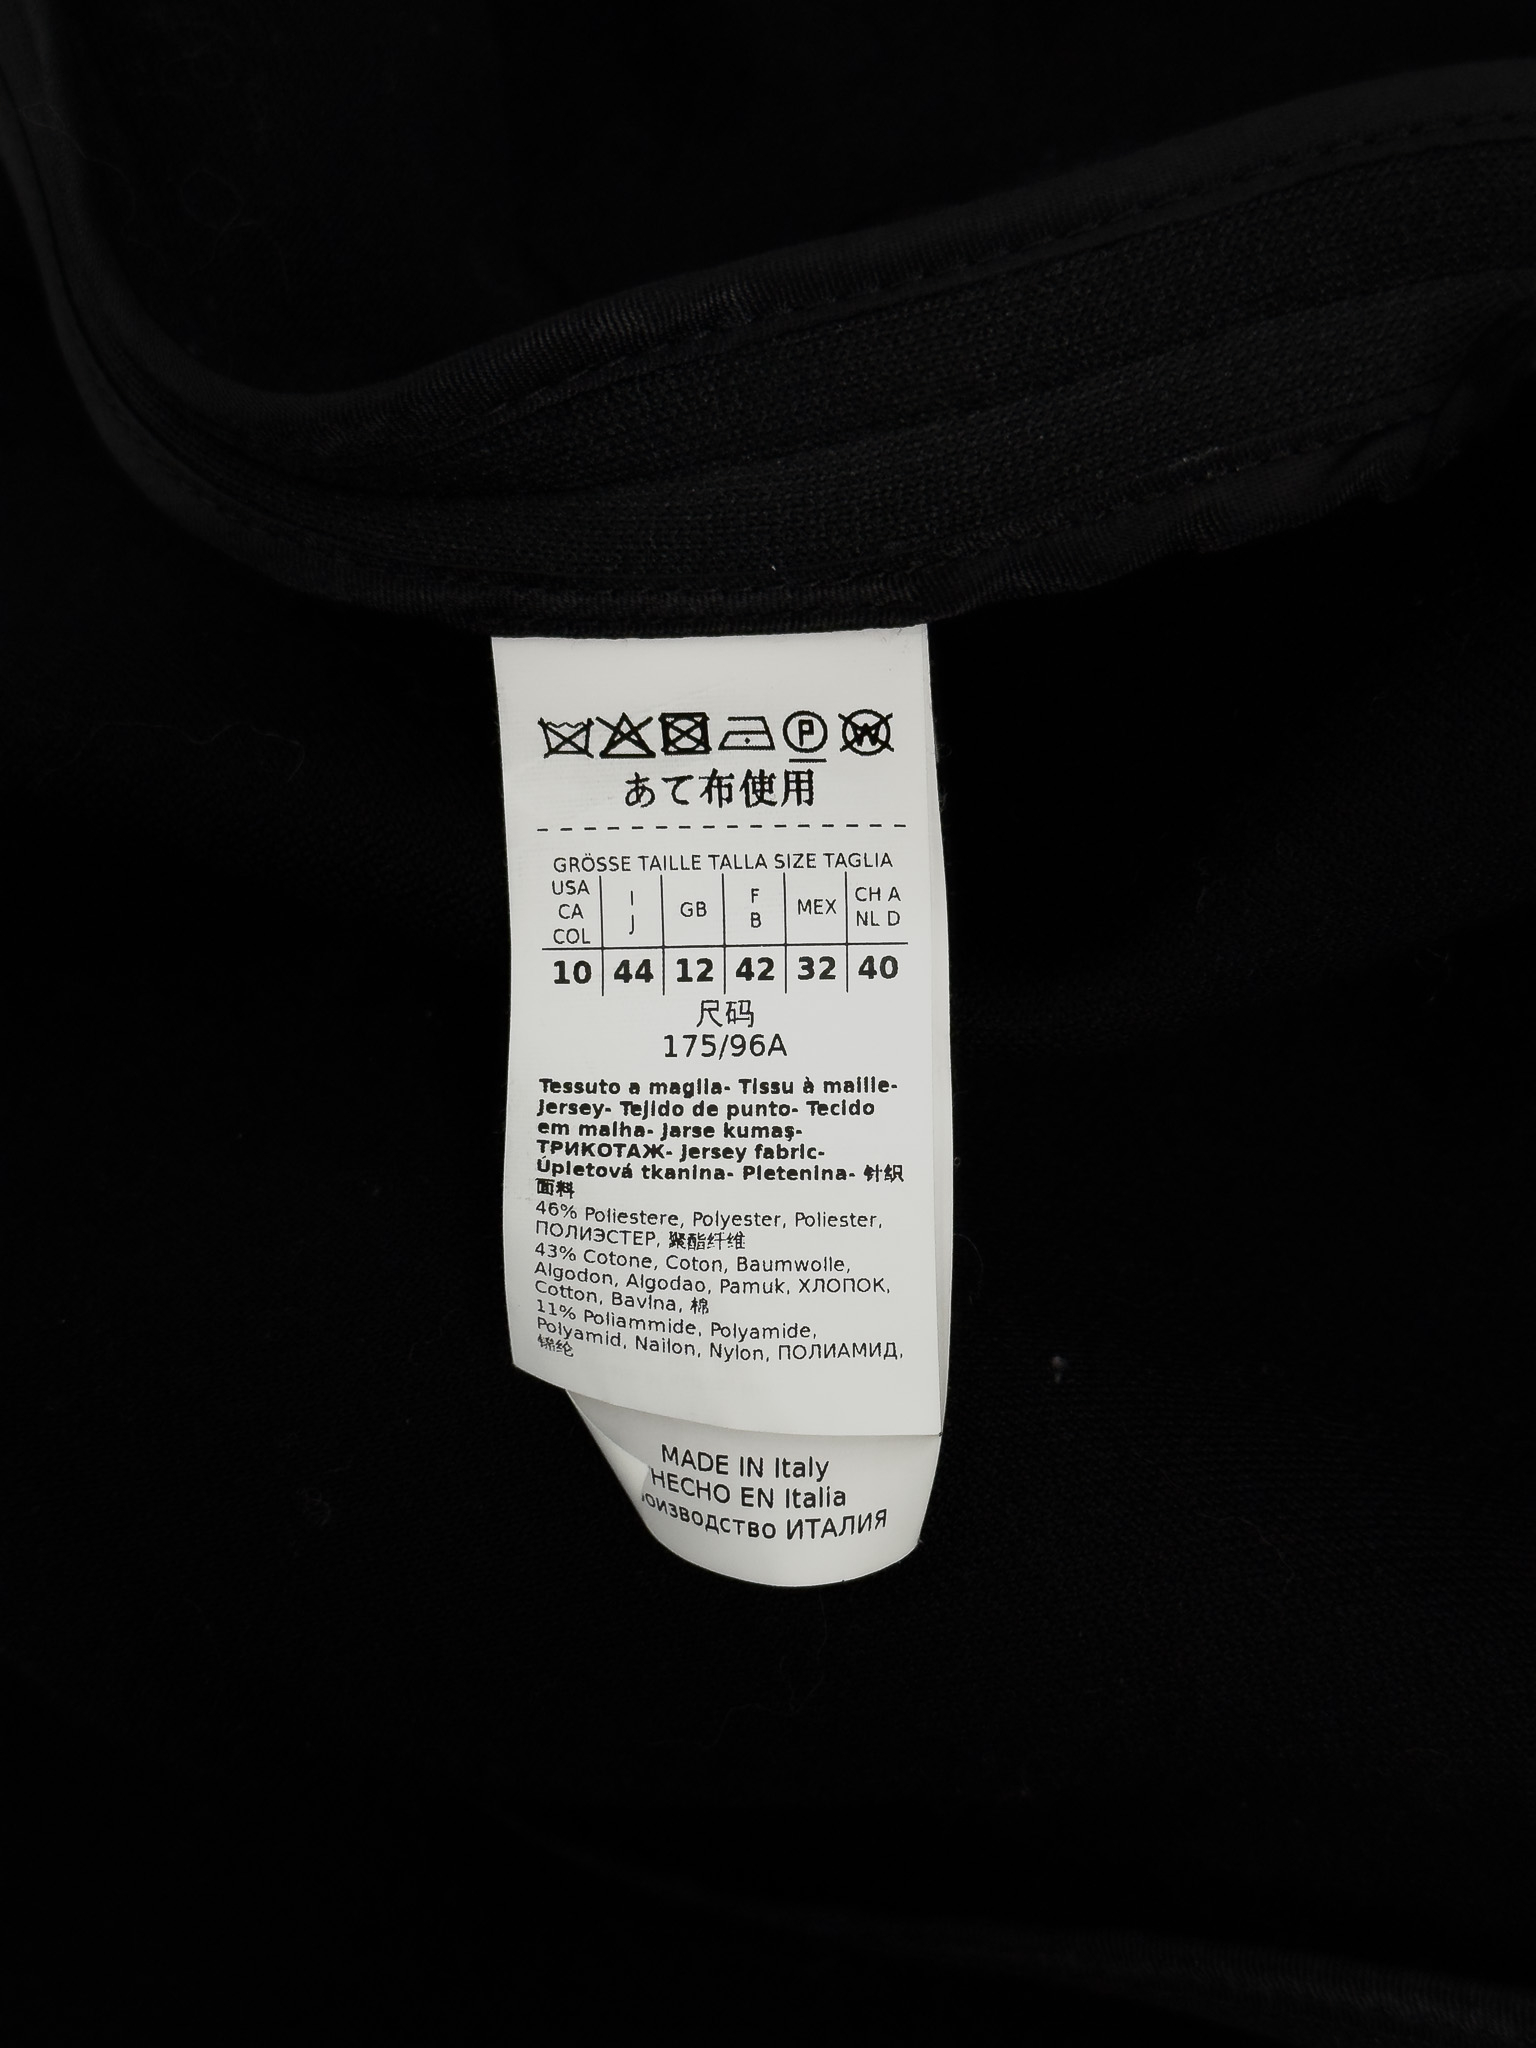 あて布使用
GRÖSSE TAILLE TALLA SIZE TAGLIA
USA CA COL | I J | GB | F B | MEX | CH A NL D
10 | 44 | 12 | 42 | 32 | 40
尺码
175/96A
Tessuto a maglia- Tissu à maille-
Jersey- Tejido de punto- Tecido
em malha- Jarse kumaş-
ТРИКОТАЖ- Jersey fabric-
Úpletová tkanina- Pletenina- 针织
面料
46% Poliestere, Polyester, Poliester,
ПОЛИЭСТЕР, 聚酯纤维
43% Cotone, Coton, Baumwolle,
Algodon, Algodao, Pamuk, ХЛОПОК,
Cotton, Bavlna, 棉
11% Poliammide, Polyamide,
Polyamid, Nailon, Nylon, ПОЛИАМИД,
锦纶
MADE IN Italy
HECHO EN Italia
ИТАЛИЯ